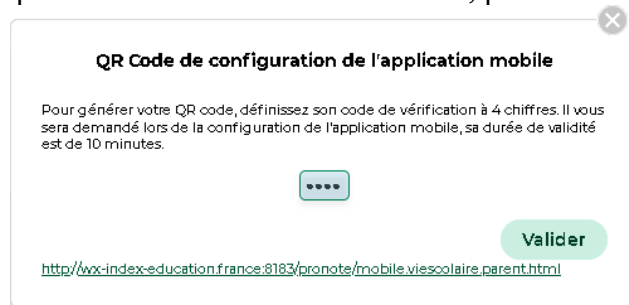 QR Code de configuration de l'application mobile
Pour générer votre QR code, définissez son code de vérification à 4 chiffres. Il vous
sera demandé lors de la configuration de l'application mobile, sa durée de validité
est de 10 minutes.
••••
Valider
http://wx-index-education.france:8183/pronote/mobile.viescolaire.parent.html